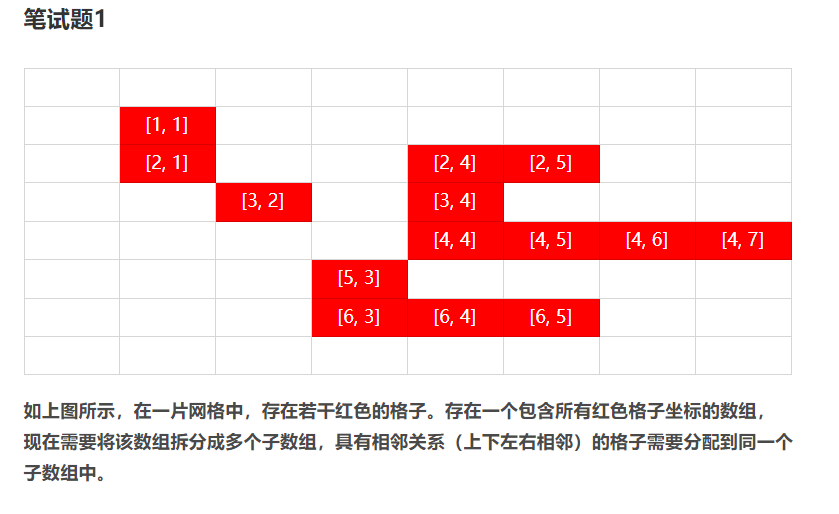 笔试题1
[1, 1]
[2, 1] [2, 4] [2, 5]
[3, 2] [3, 4]
[4, 4] [4, 5] [4, 6] [4, 7]
[5, 3]
[6, 3] [6, 4] [6, 5]
如上图所示，在一片网格中，存在若干红色的格子。存在一个包含所有红色格子坐标的数组，
现在需要将该数组拆分成多个子数组，具有相邻关系（上下左右相邻）的格子需要分配到同一个
子数组中。